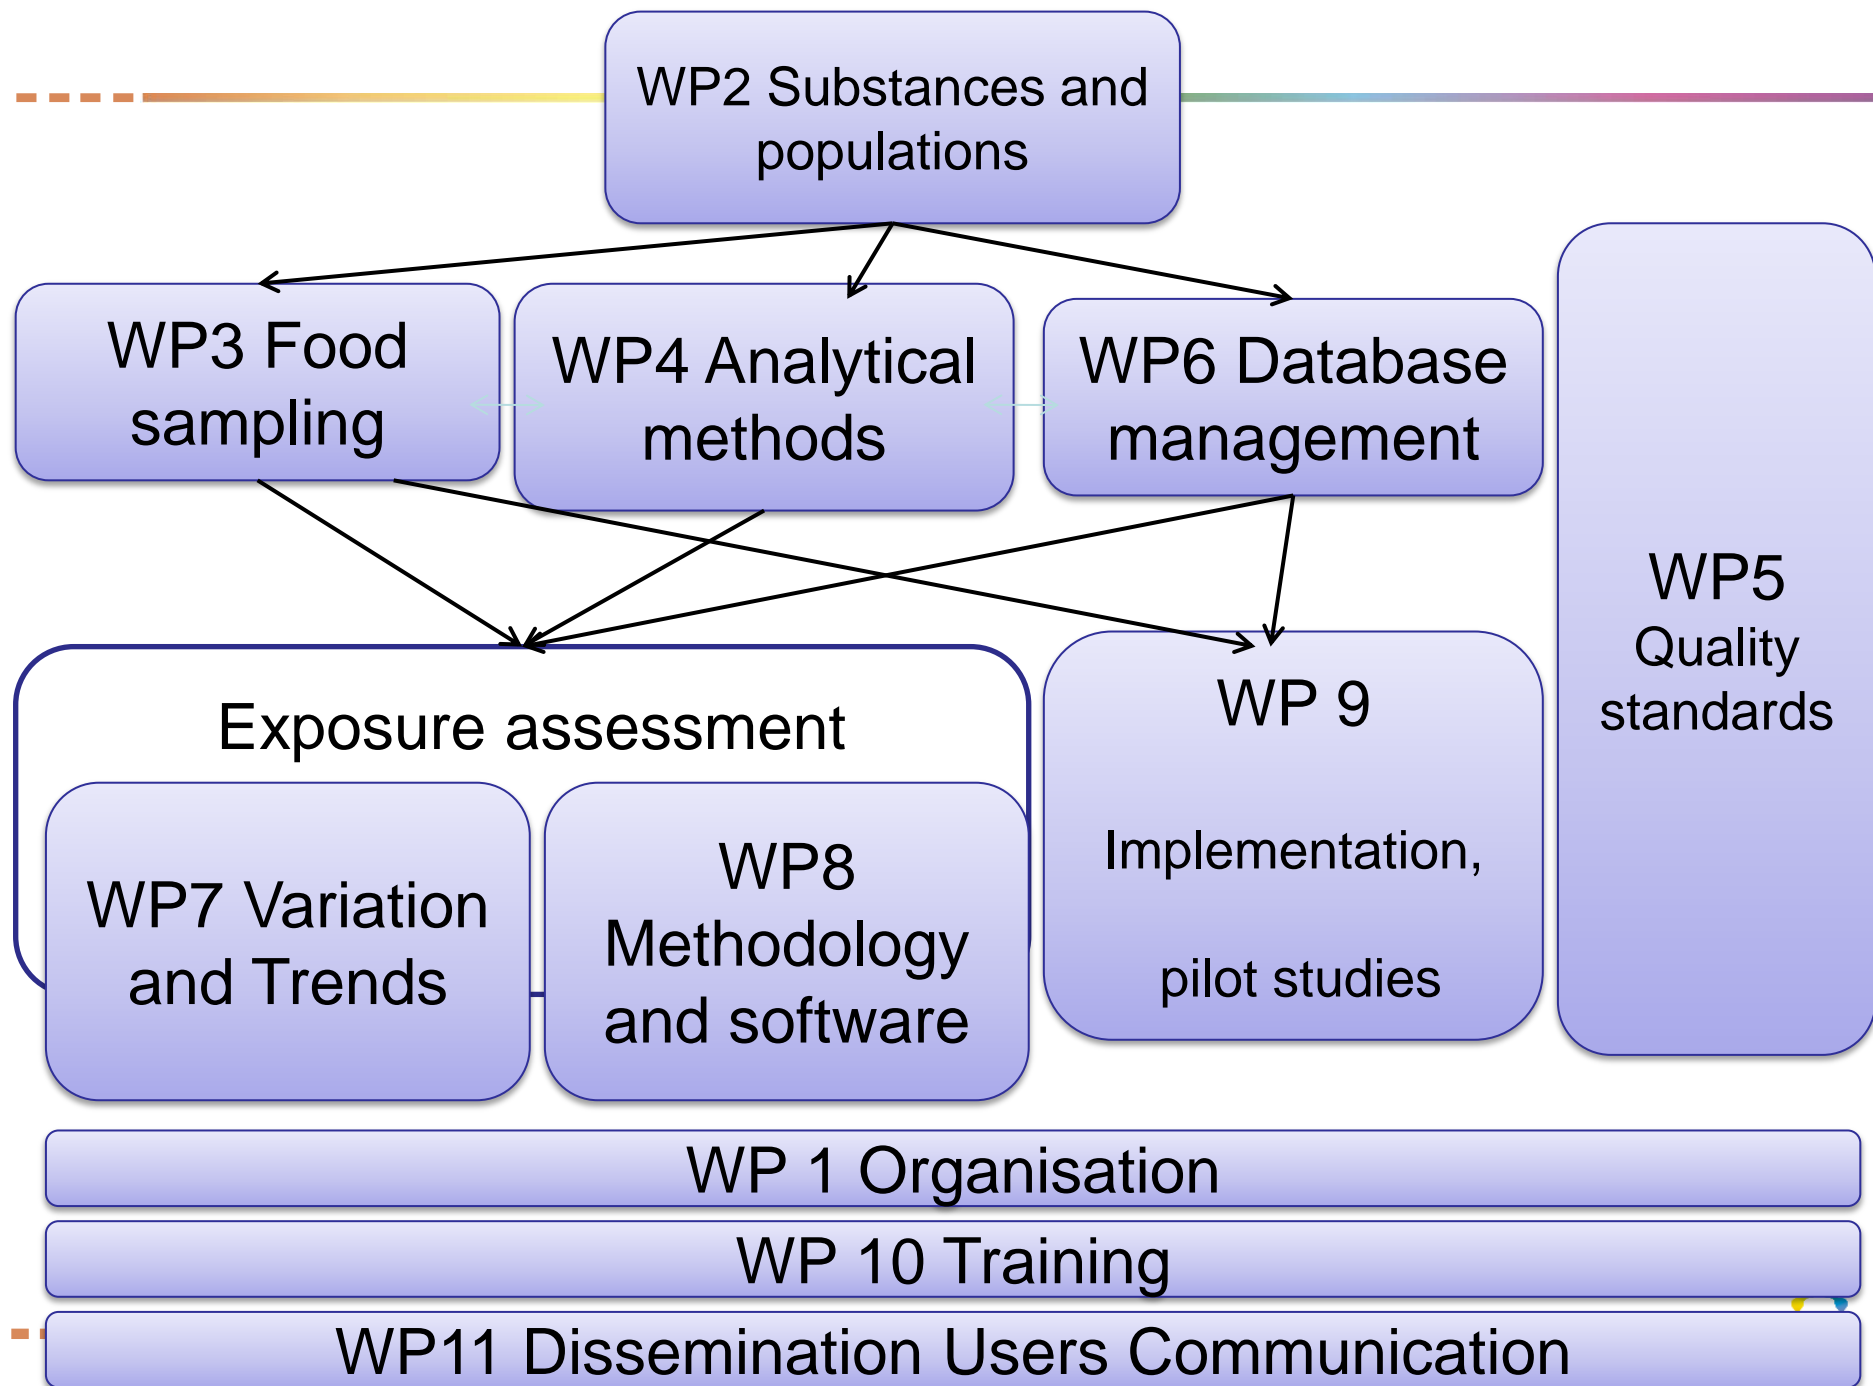 WP2 Substances and
populations
WP3 Food
sampling
WP4 Analytical
methods
WP6 Database
management
WP5
Quality
standards
Exposure assessment
WP7 Variation
and Trends
WP8
Methodology
and software
WP 9
Implementation,
pilot studies
WP 1 Organisation
WP 10 Training
WP11 Dissemination Users Communication